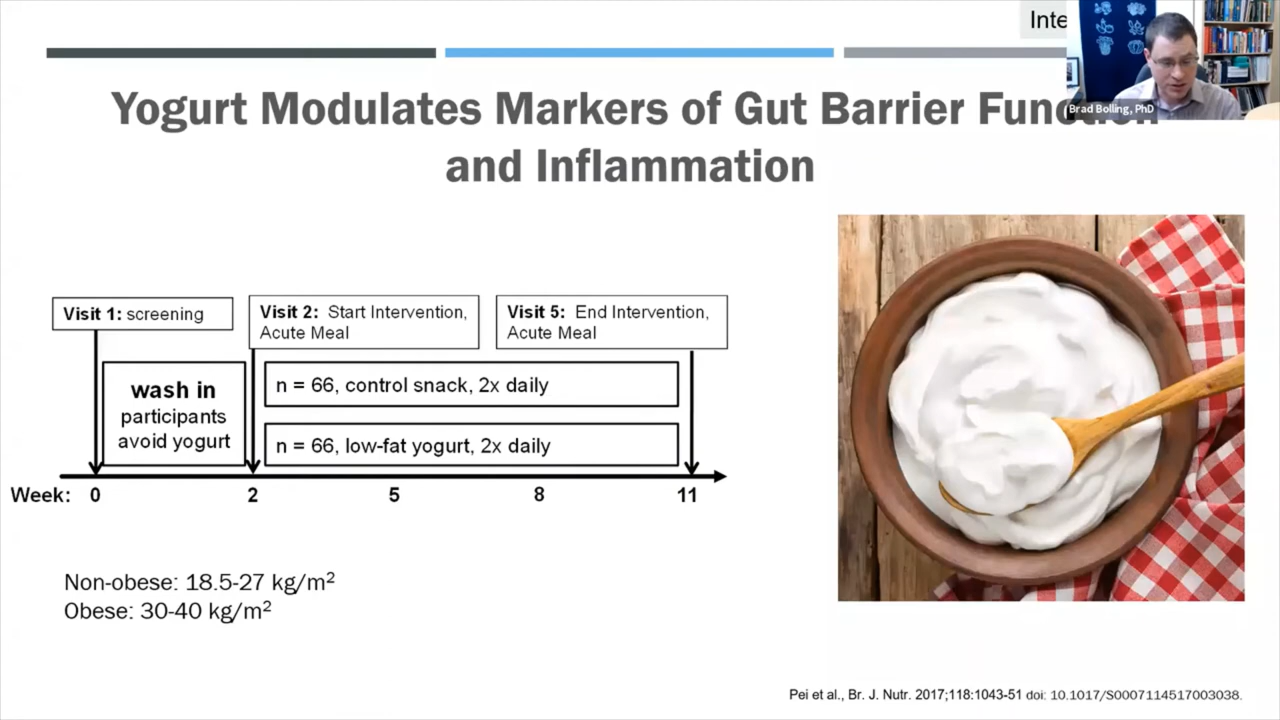 Inte
Brad Bolling, PhD
Yogurt Modulates Markers of Gut Barrier Function
and Inflammation
Visit 1: screening
Visit 2: Start Intervention,
Acute Meal
Visit 5: End Intervention,
Acute Meal
wash in
participants
avoid yogurt
n = 66, control snack, 2x daily
n = 66, low-fat yogurt, 2x daily
Week: 0 2 5 8 11
Non-obese: 18.5-27 kg/m²
Obese: 30-40 kg/m²
Pei et al., Br. J. Nutr. 2017;118:1043-51 doi: 10.1017/S0007114517003038.